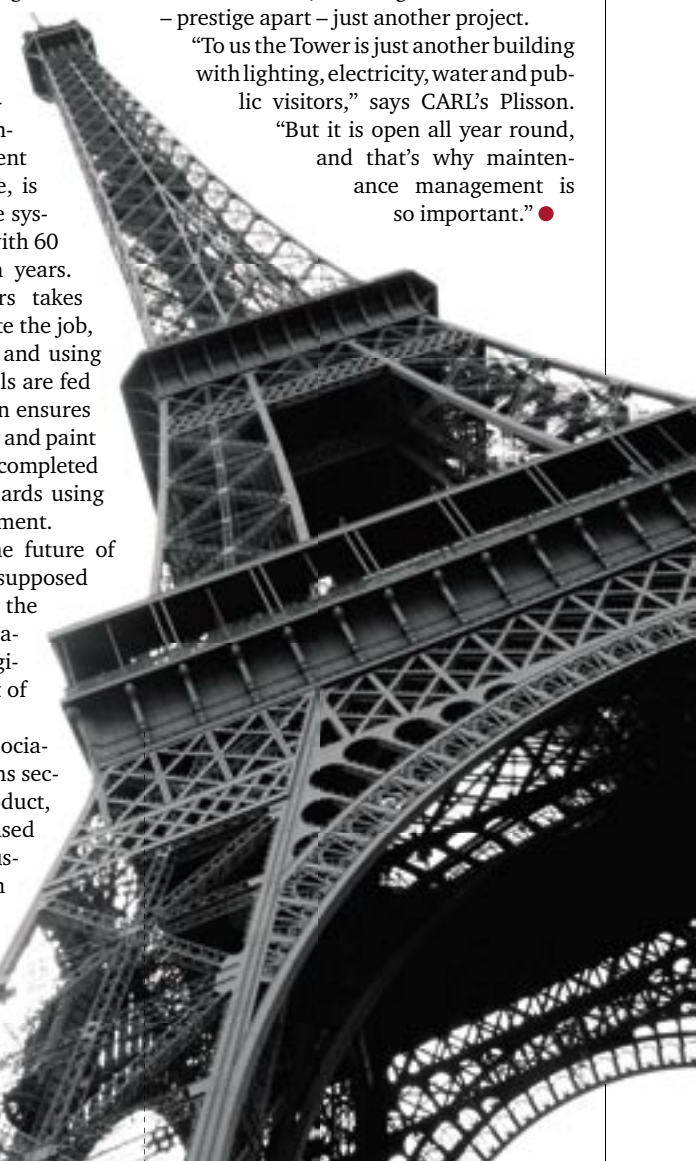 n-
ent
e, is
e sys-
ith 60
n years.
rs takes
te the job,
and using
ls are fed
n ensures
and paint
completed
ards using
ment.
e future of
supposed
the
a-
gi-
of
ocia-
ns sec-
duct,
sed
us-
n
– prestige apart – just another project.
“To us the Tower is just another building
with lighting, electricity, water and pub-
lic visitors,” says CARL’s Plisson.
“But it is open all year round,
and that’s why mainten-
ance management is
so important.”